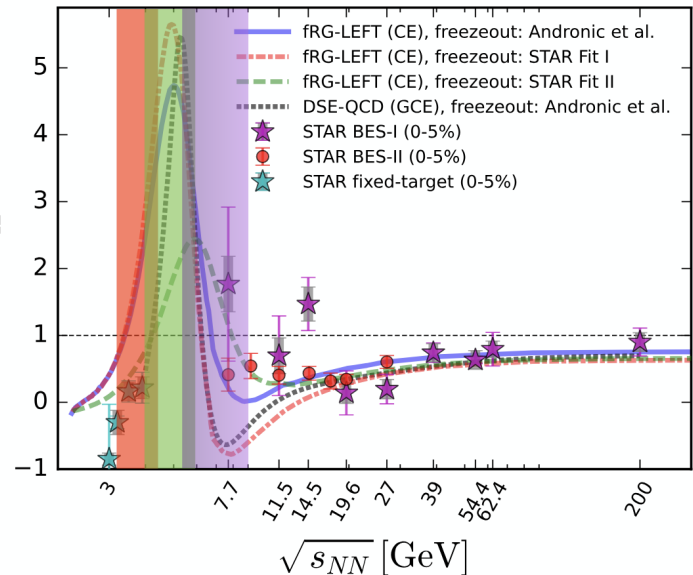 fRG-LEFT (CE), freezeout: Andronic et al.
fRG-LEFT (CE), freezeout: STAR Fit I
fRG-LEFT (CE), freezeout: STAR Fit II
DSE-QCD (GCE), freezeout: Andronic et al.
STAR BES-I (0-5%)
STAR BES-II (0-5%)
STAR fixed-target (0-5%)
5
4
3
2
1
0
−1
3
7.7
11.5
14.5
19.6
27
39
54.4
62.4
200
√s_NN [GeV]